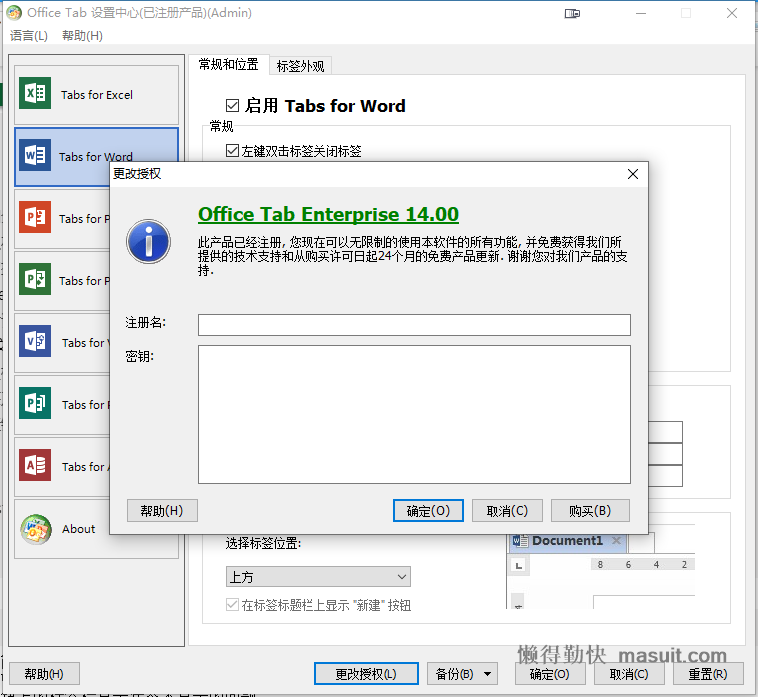 Office Tab 设置中心(已注册产品)(Admin)
语言(L) 帮助(H)
常规和位置 标签外观
Tabs for Excel
启用 Tabs for Word
常规
左键双击标签关闭标签
Tabs for Word
更改授权
Office Tab Enterprise 14.00
此产品已经注册, 您现在可以无限制的使用本软件的所有功能, 并免费获得我们所
提供的技术支持和从购买许可日起24个月的免费产品更新. 谢谢您对我们产品的支
持.
Tabs for P
Tabs for P
注册名:
Tabs for V
密钥:
Tabs for
Tabs for
帮助(H) 确定(O) 取消(C) 购买(B)
About
选择标签位置:
Document1
上方
L 8 6 4 2
在标签标题栏上显示 "新建" 按钮
懒得勤快 masuit.com
帮助(H) 更改授权(L) 备份(B) 确定(O) 取消(C) 重置(R)